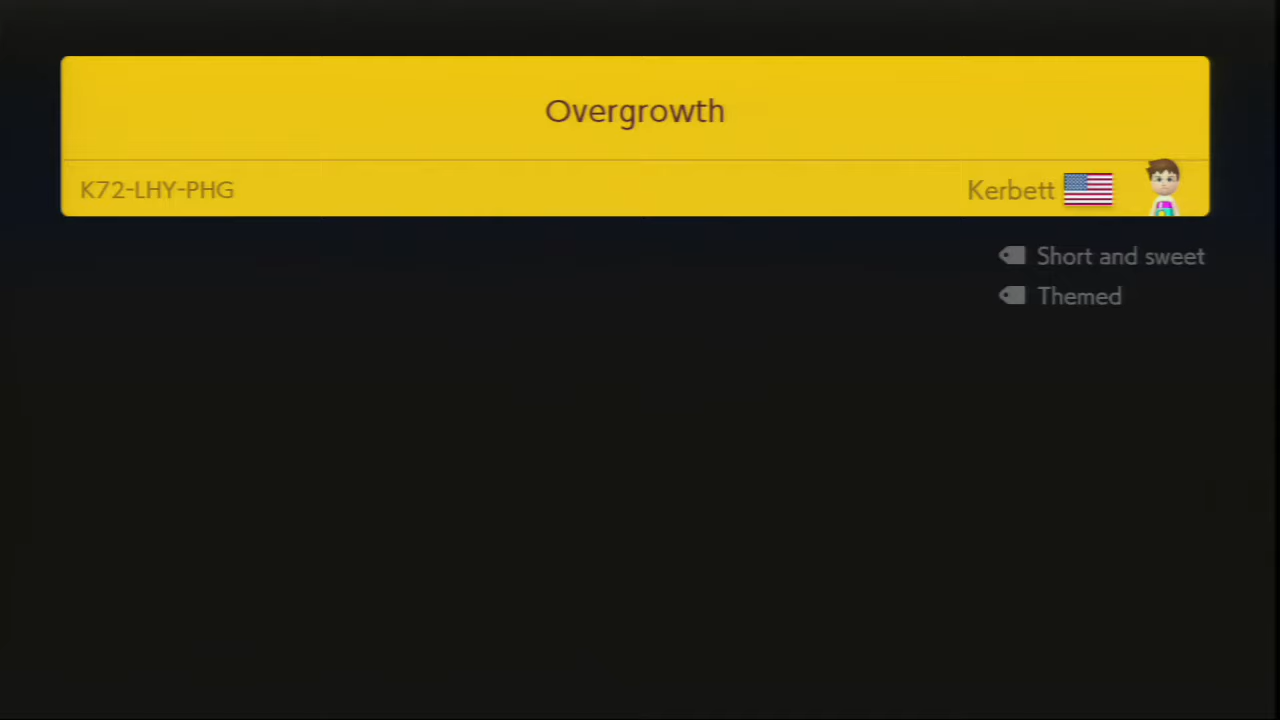 Overgrowth
K72-LHY-PHG
Kerbett
Short and sweet
Themed